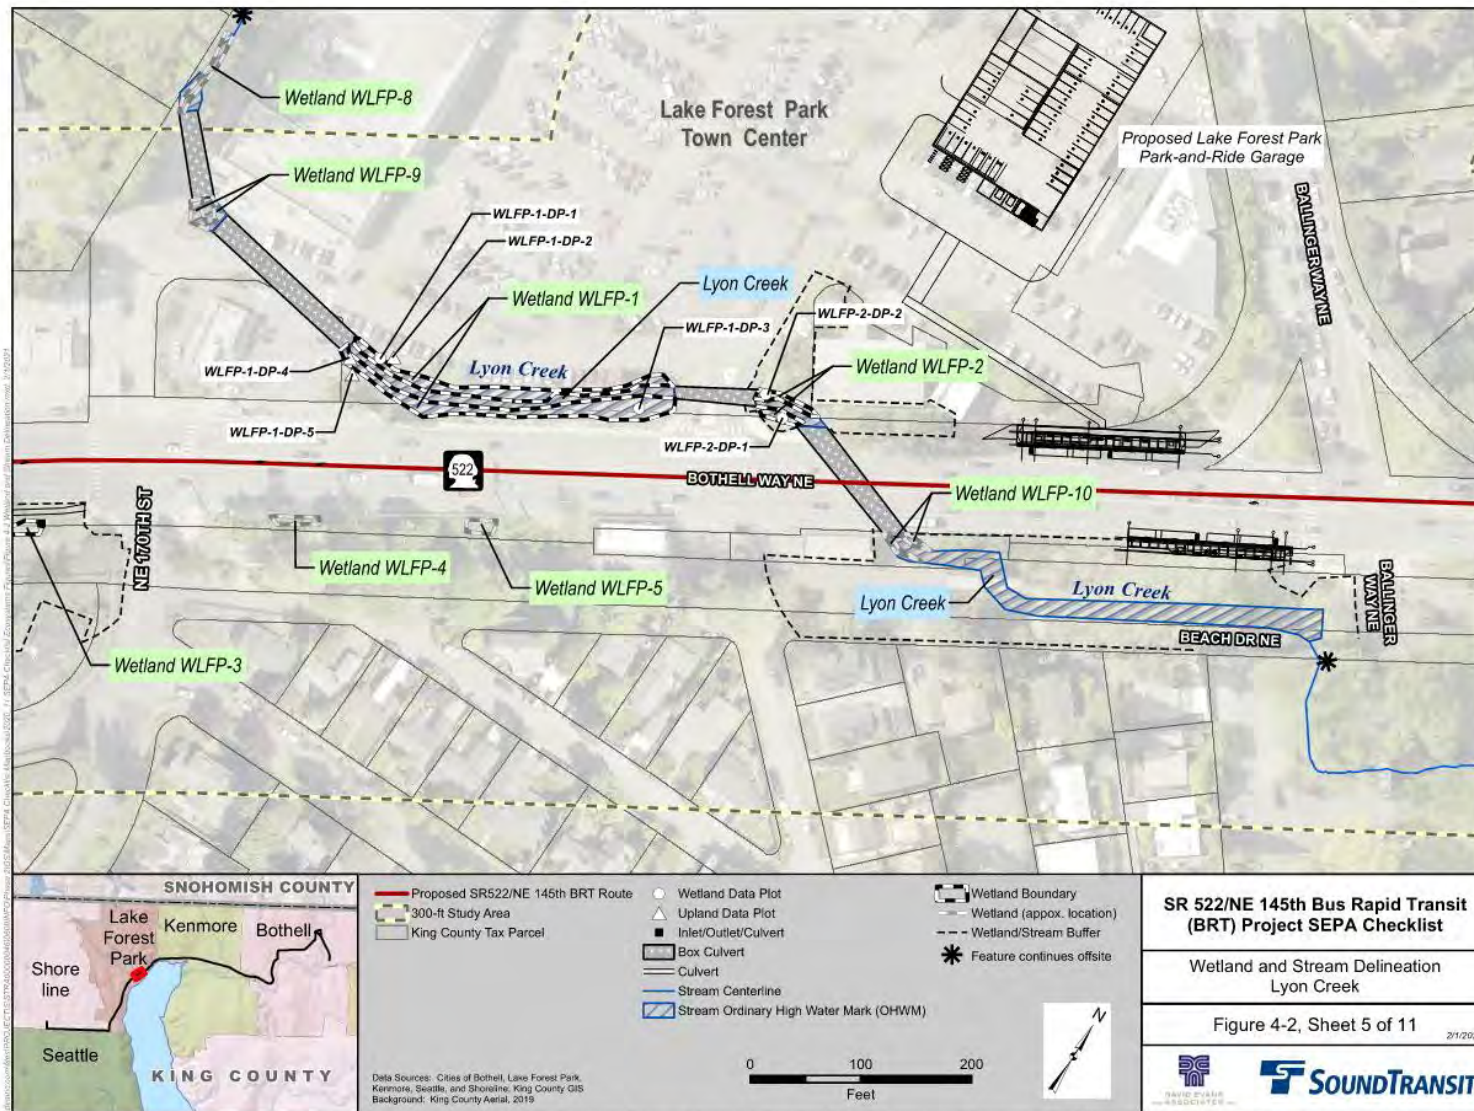 Wetland WLFP-8
Lake Forest Park
Town Center
Proposed Lake Forest Park
Park-and-Ride Garage
Wetland WLFP-9
BALLINGER WAY NE
WLFP-1-DP-1
WLFP-1-DP-2
Wetland WLFP-1
Lyon Creek
WLFP-1-DP-3
WLFP-2-DP-2
WLFP-1-DP-4
Lyon Creek
Wetland WLFP-2
WLFP-1-DP-5
WLFP-2-DP-1
522
BOTHELL WAY NE
Wetland WLFP-10
NE 170TH ST
Wetland WLFP-4
Wetland WLFP-5
Lyon Creek
Lyon Creek
BALLINGER
WAY NE
BEACH DR NE
Wetland WLFP-3
SNOHOMISH COUNTY
Lake
Forest
Park
Kenmore
Bothell
Shore
line
Seattle
KING COUNTY
Proposed SR522/NE 145th BRT Route
300-ft Study Area
King County Tax Parcel
Wetland Data Plot
Upland Data Plot
Inlet/Outlet/Culvert
Box Culvert
Culvert
Stream Centerline
Stream Ordinary High Water Mark (OHWM)
Wetland Boundary
Wetland (appox. location)
Wetland/Stream Buffer
Feature continues offsite
Data Sources: Cities of Bothell, Lake Forest Park,
Kenmore, Seattle, and Shoreline; King County GIS
Background: King County Aerial, 2019
0 100 200
Feet
N
SR 522/NE 145th Bus Rapid Transit
(BRT) Project SEPA Checklist
Wetland and Stream Delineation
Lyon Creek
Figure 4-2, Sheet 5 of 11
DAVID EVANS
AND ASSOCIATES INC.
SOUNDTRANSIT